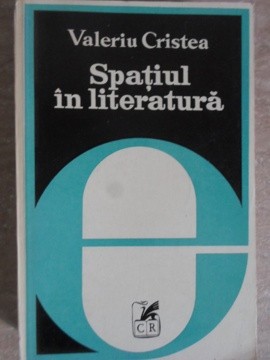 Valeriu Cristea
Spațiul
în literatură
e
CR